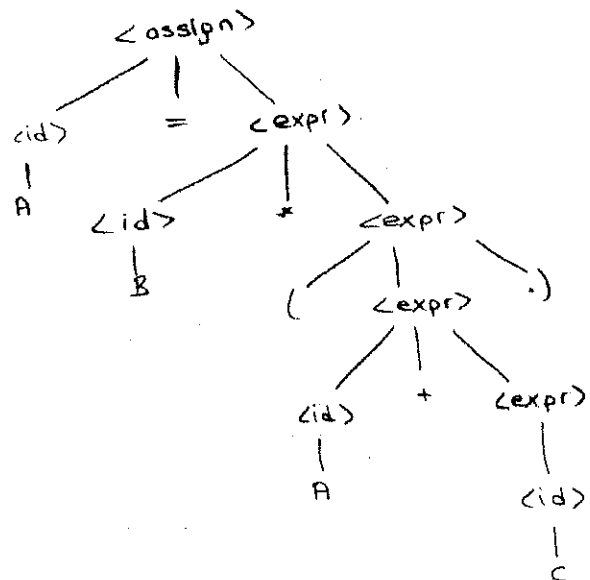 <assign>
<id> = <expr>
A <id> * <expr>
B ( <expr> )
<id> + <expr>
A <id>
C